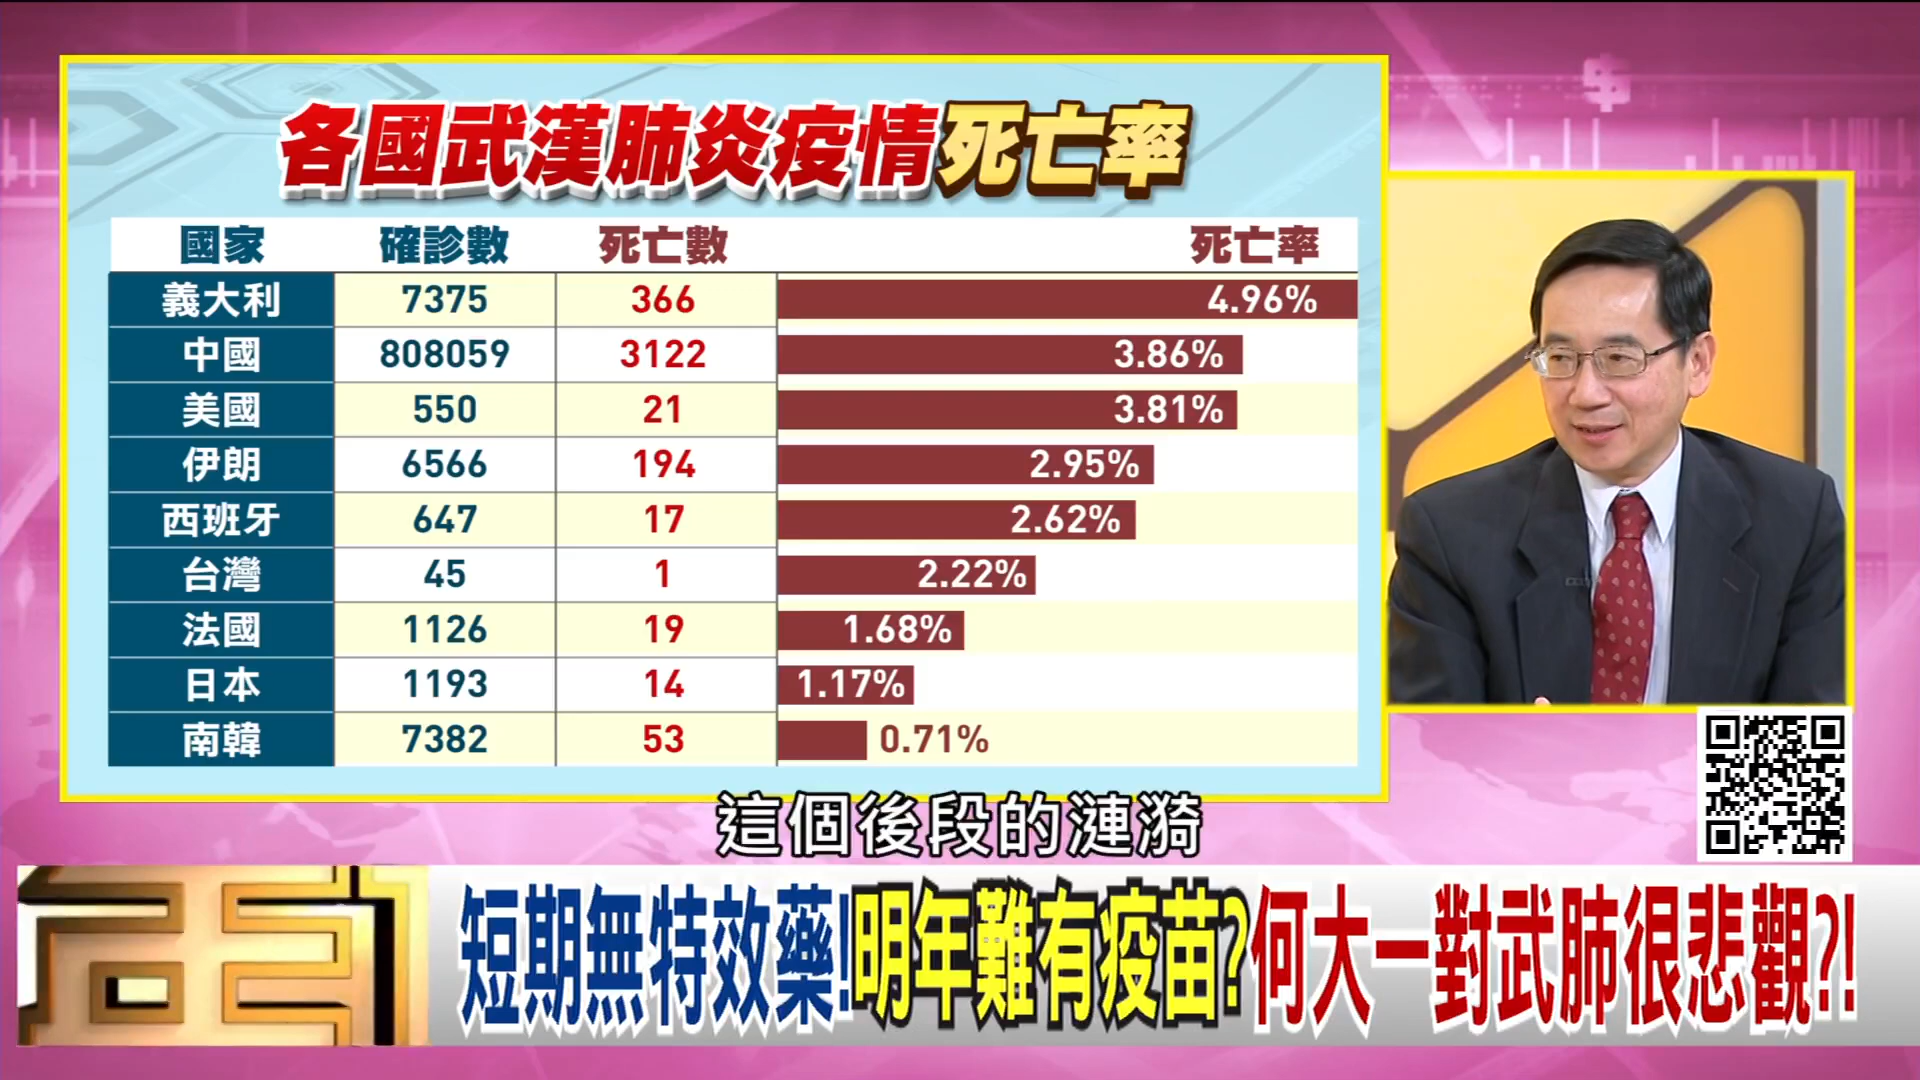 各國武漢肺炎疫情死亡率
國家 確診數 死亡數 死亡率
義大利 7375 366 4.96%
中國 808059 3122 3.86%
美國 550 21 3.81%
伊朗 6566 194 2.95%
西班牙 647 17 2.62%
台灣 45 1 2.22%
法國 1126 19 1.68%
日本 1193 14 1.17%
南韓 7382 53 0.71%
這個後段的漣漪
短期無特效藥!明年難有疫苗?何大一對武肺很悲觀?!